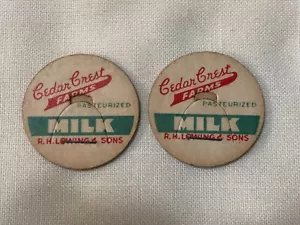 Cedar Crest
FARMS
PASTEURIZED
MILK
R.H. LOWING & SONS
Cedar Crest
FARMS
PASTEURIZED
MILK
R.H. LOWING & SONS